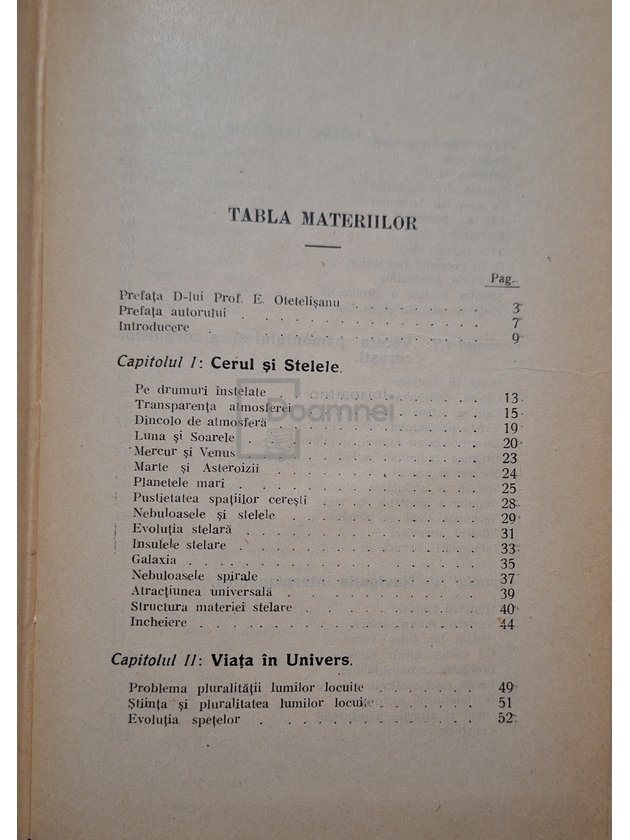 TABLA MATERIILOR
Pag.
Prefața D-lui Prof. E. Otetelișanu . . . . . . . . 3
Prefața autorului . . . . . . . . 7
Introducere . . . . . . . . 9
Capitolul I: Cerul și Stelele.
Pe drumuri înstelate . . . . . . . . 13
Transparența atmosferei . . . . . . . . 15
Dincolo de atmosferă . . . . . . . . 19
Luna și Soarele . . . . . . . . 20
Mercur și Venus . . . . . . . . 23
Marte și Asteroizii . . . . . . . . 24
Planetele mari . . . . . . . . 25
Pustietatea spațiilor cerești . . . . . . . . 28
Nebuloasele și stelele . . . . . . . . 29
Evoluția stelară . . . . . . . . 31
Insulele stelare . . . . . . . . 33
Galaxia . . . . . . . . 35
Nebuloasele spirale . . . . . . . . 37
Atracțiunea universală . . . . . . . . 39
Structura materiei stelare . . . . . . . . 40
Incheiere . . . . . . . . 44
Capitolul II: Viața în Univers.
Problema pluralității lumilor locuite . . . . . . . . 49
Știința și pluralitatea lumilor locuite . . . . . . . . 51
Evoluția spețelor . . . . . . . . 52
anticariat
Doamnei